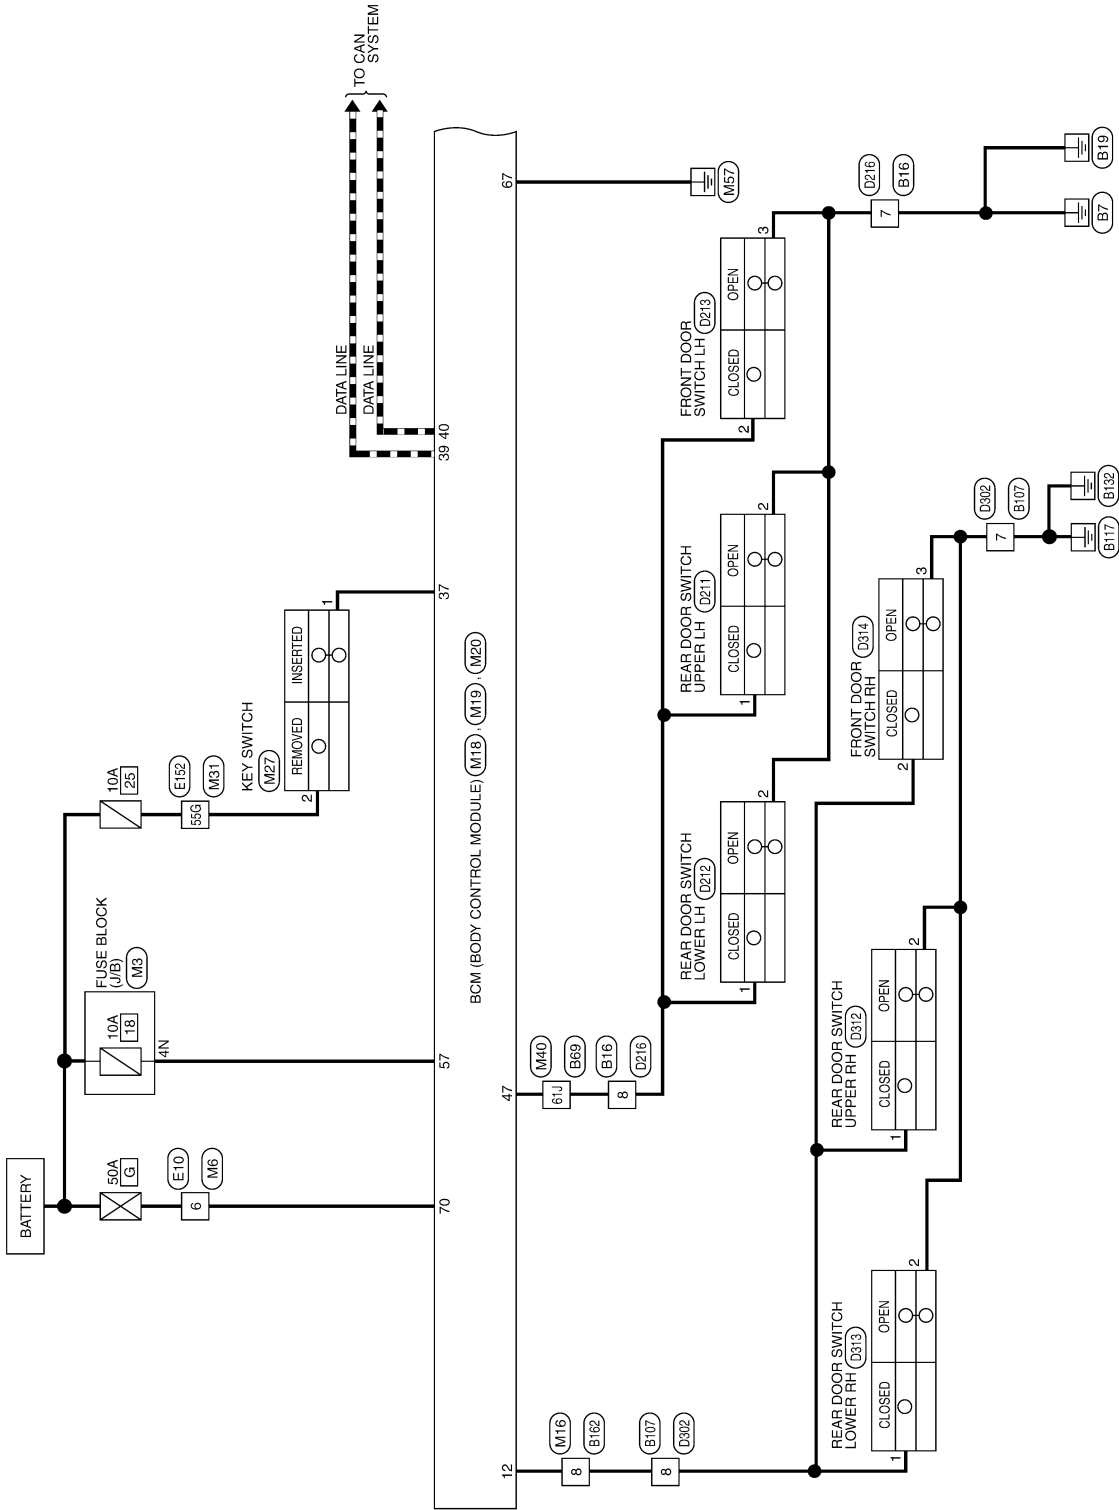 BATTERY
50A
G
E10
6
M6
70
FUSE BLOCK
(J/B)
M3
10A
18
4N
57
10A
25
E152
55G
M31
KEY SWITCH
M27
2
REMOVED
INSERTED
1
37
DATA LINE
DATA LINE
39
40
TO CAN
SYSTEM
BCM (BODY CONTROL MODULE) M18 , M19 , M20
12
47
67
M57
M16
8
B162
B107
8
D302
M40
61J
B69
B16
8
D216
REAR DOOR SWITCH
LOWER LH D212
1
CLOSED
OPEN
2
REAR DOOR SWITCH
UPPER LH D211
1
CLOSED
OPEN
2
FRONT DOOR
SWITCH LH D213
2
CLOSED
OPEN
3
D216
7
B16
B7
B19
REAR DOOR SWITCH
LOWER RH D313
1
CLOSED
OPEN
2
REAR DOOR SWITCH
UPPER RH D312
1
CLOSED
OPEN
2
FRONT DOOR
SWITCH RH D314
2
CLOSED
OPEN
3
D302
7
B107
B117
B132